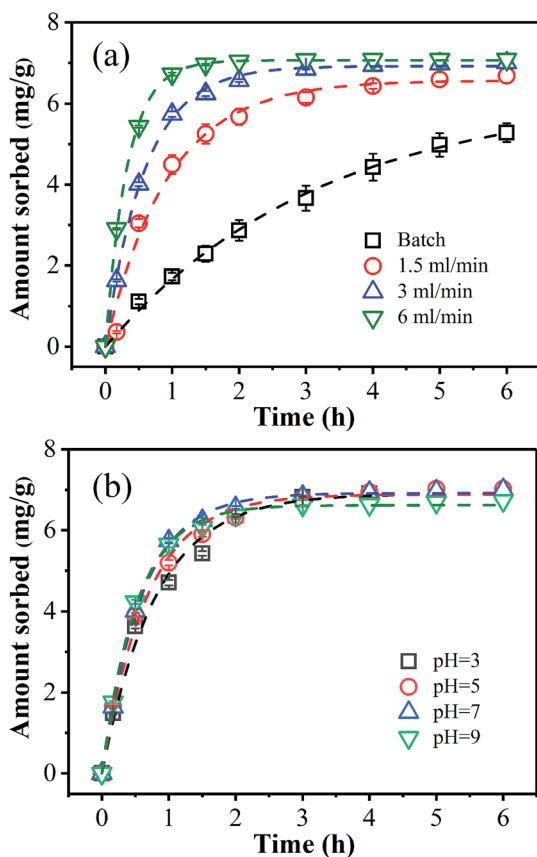 (a)
Amount sorbed (mg/g)
8
6
4
2
0
Batch
1.5 ml/min
3 ml/min
6 ml/min
0 1 2 3 4 5 6
Time (h)
(b)
Amount sorbed (mg/g)
8
6
4
2
0
pH=3
pH=5
pH=7
pH=9
0 1 2 3 4 5 6
Time (h)